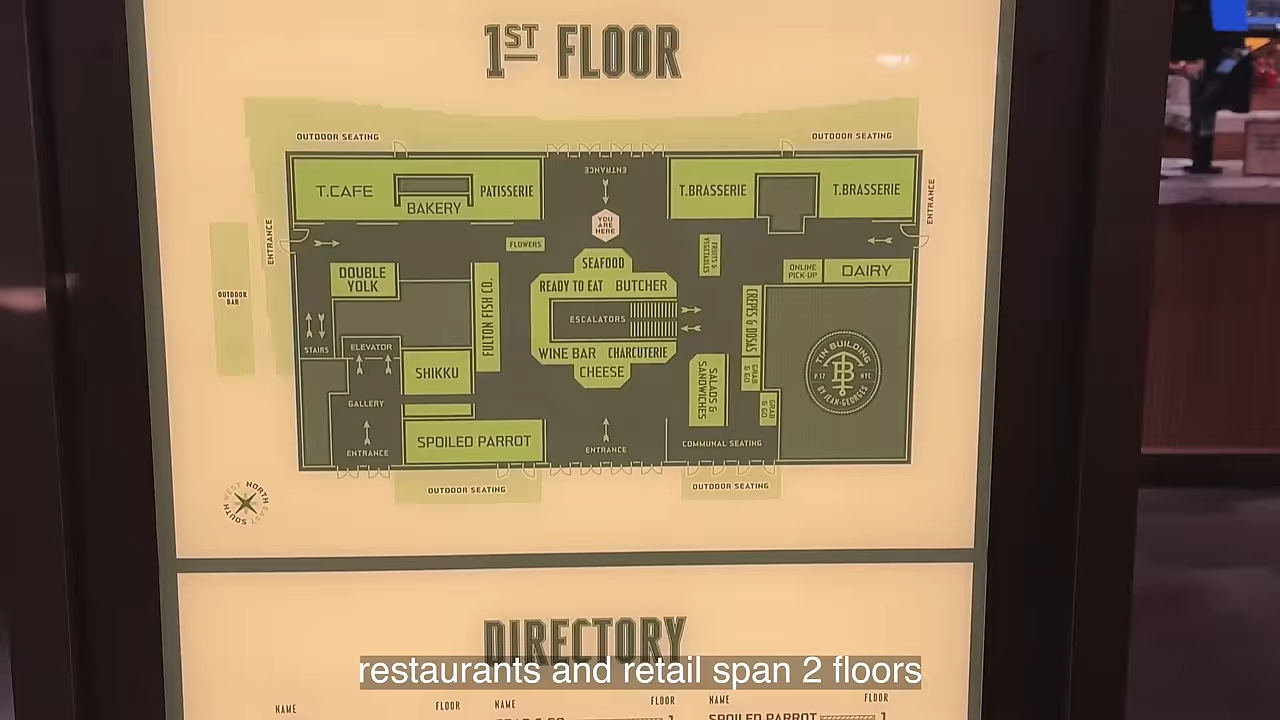 1ST FLOOR
OUTDOOR SEATING
OUTDOOR SEATING
T.CAFE
BAKERY
PATISSERIE
ENTRANCE
YOU
ARE
HERE
T.BRASSERIE
T.BRASSERIE
ENTRANCE
ENTRANCE
OUTDOOR
BAR
FLOWERS
FRUITS &
VEGETABLES
DOUBLE
YOLK
FULTON FISH CO.
SEAFOOD
READY TO EAT
BUTCHER
ESCALATORS
WINE BAR
CHARCUTERIE
CHEESE
ONLINE
PICK-UP
DAIRY
CREPES & DOSAS
GRAB
& GO
GRAB
& GO
TIN BUILDING
P.17
TB
NYC
BY JEAN-GEORGES
STAIRS
ELEVATOR
SHIKKU
GALLERY
SALADS &
SANDWICHES
SPOILED PARROT
ENTRANCE
ENTRANCE
COMMUNAL SEATING
OUTDOOR SEATING
OUTDOOR SEATING
NORTH
EAST
SOUTH
WEST
DIRECTORY
restaurants and retail span 2 floors
NAME
FLOOR
NAME
FLOOR
NAME
FLOOR
1
SPOILED PARROT
1